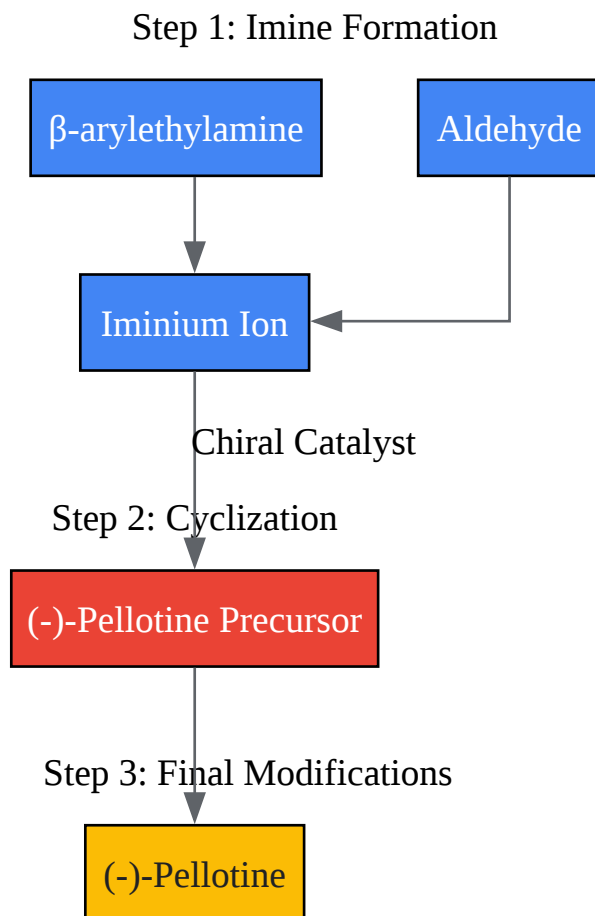 Step 1: Imine Formation
β-arylethylamine
Aldehyde
Iminium Ion
Chiral Catalyst
Step 2: Cyclization
(-)-Pellotine Precursor
Step 3: Final Modifications
(-)-Pellotine